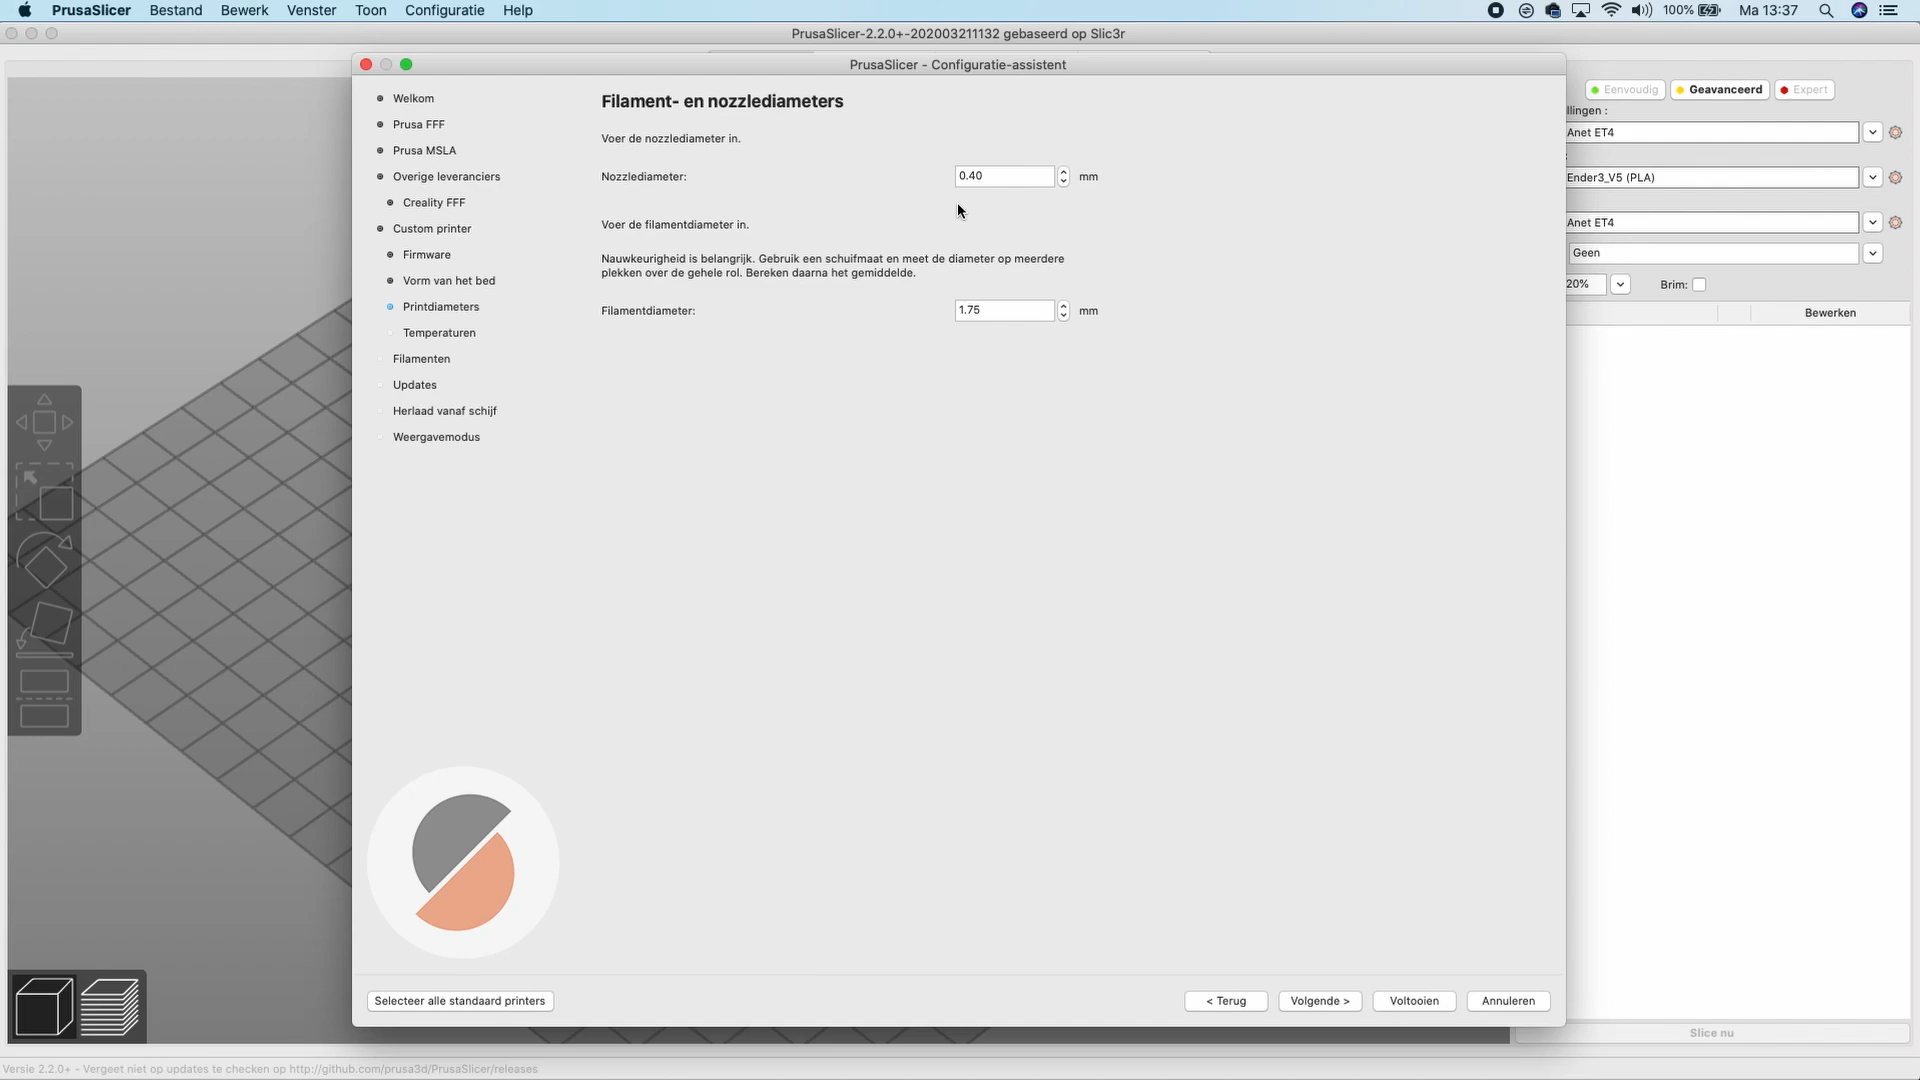 PrusaSlicer Bestand Bewerk Venster Toon Configuratie Help 100% Ma 13:37
PrusaSlicer-2.2.0+-202003211132 gebaseerd op Slic3r
PrusaSlicer - Configuratie-assistent
Welkom
Prusa FFF
Prusa MSLA
Overige leveranciers
Creality FFF
Custom printer
Firmware
Vorm van het bed
Printdiameters
Temperaturen
Filamenten
Updates
Herlaad vanaf schijf
Weergavemodus
Filament- en nozzlediameters
Voer de nozzlediameter in.
Nozzlediameter: 0.40 mm
Voer de filamentdiameter in.
Nauwkeurigheid is belangrijk. Gebruik een schuifmaat en meet de diameter op meerdere
plekken over de gehele rol. Bereken daarna het gemiddelde.
Filamentdiameter: 1.75 mm
Selecteer alle standaard printers < Terug Volgende > Voltooien Annuleren
Eenvoudig Geavanceerd Expert
llingen :
Anet ET4
:
Ender3_V5 (PLA)
Anet ET4
Geen
20% Brim:
Bewerken
Slice nu
Versie 2.2.0+ - Vergeet niet op updates te checken op http://github.com/prusa3d/PrusaSlicer/releases